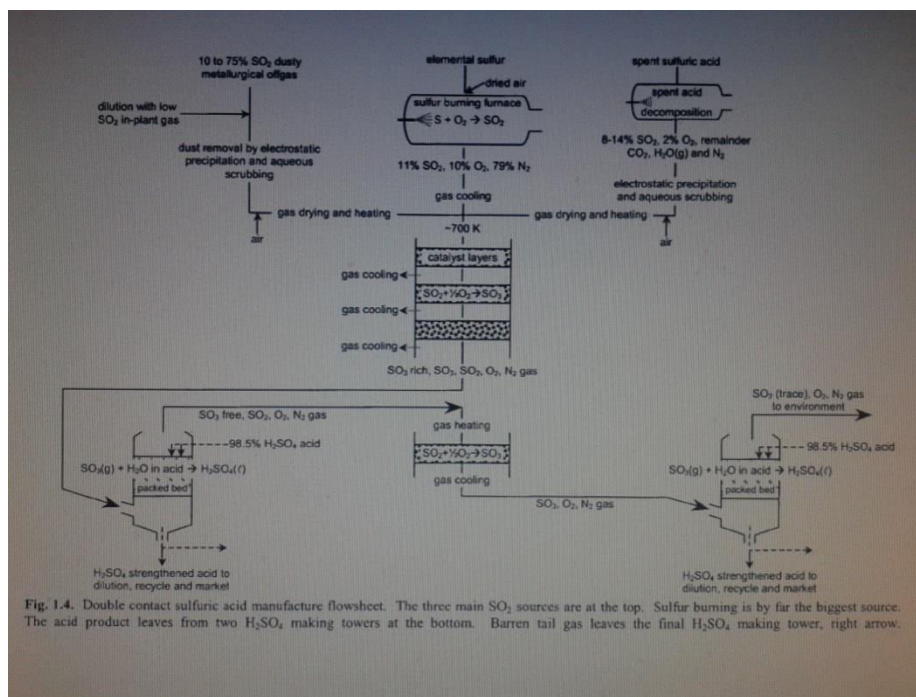 10 to 75% SO₂ dusty
metallurgical offgas
dilution with low
SO₂ in-plant gas
dust removal by electrostatic
precipitation and aqueous
scrubbing
air
gas drying and heating
elemental sulfur
dried air
sulfur burning furnace
S + O₂ → SO₂
11% SO₂, 10% O₂, 79% N₂
gas cooling
~700 K
spent sulfuric acid
spent acid
decomposition
8-14% SO₂, 2% O₂, remainder
CO₂, H₂O(g) and N₂
electrostatic precipitation
and aqueous scrubbing
gas drying and heating
air
catalyst layers
gas cooling
SO₂+½O₂→SO₃
gas cooling
gas cooling
SO₃ rich, SO₃, SO₂, O₂, N₂ gas
SO₃ free, SO₂, O₂, N₂ gas
98.5% H₂SO₄ acid
SO₃(g) + H₂O in acid → H₂SO₄(ℓ)
packed bed
H₂SO₄ strengthened acid to
dilution, recycle and market
gas heating
SO₂+½O₂→SO₃
gas cooling
SO₃, O₂, N₂ gas
SO₂ (trace), O₂, N₂ gas
to environment
98.5% H₂SO₄ acid
SO₃(g) + H₂O in acid → H₂SO₄(ℓ)
packed bed
H₂SO₄ strengthened acid to
dilution, recycle and market
Fig. 1.4. Double contact sulfuric acid manufacture flowsheet. The three main SO₂ sources are at the top. Sulfur burning is by far the biggest source.
The acid product leaves from two H₂SO₄ making towers at the bottom. Barren tail gas leaves the final H₂SO₄ making tower, right arrow.